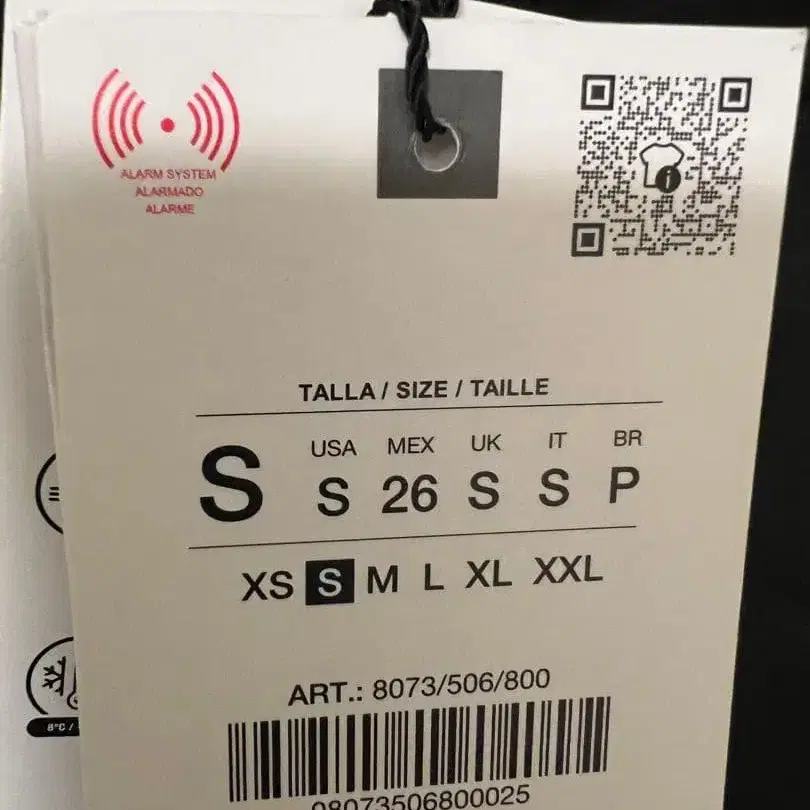 ALARM SYSTEM
ALARMADO
ALARME
TALLA / SIZE / TAILLE
S
USA MEX UK IT BR
S 26 S S P
XS S M L XL XXL
ART.: 8073/506/800
08073506800025
8°C /